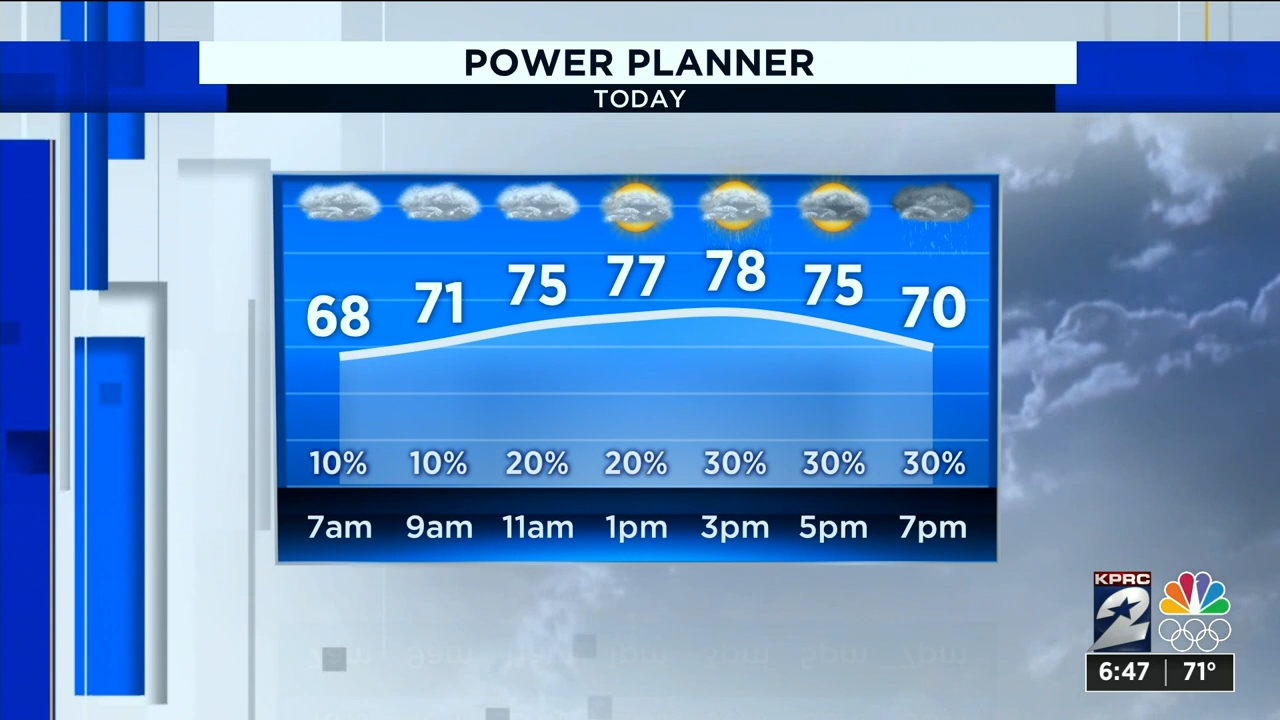 POWER PLANNER
TODAY
68 71 75 77 78 75 70
10% 10% 20% 20% 30% 30% 30%
7am 9am 11am 1pm 3pm 5pm 7pm
KPRC
2
6:47 71°